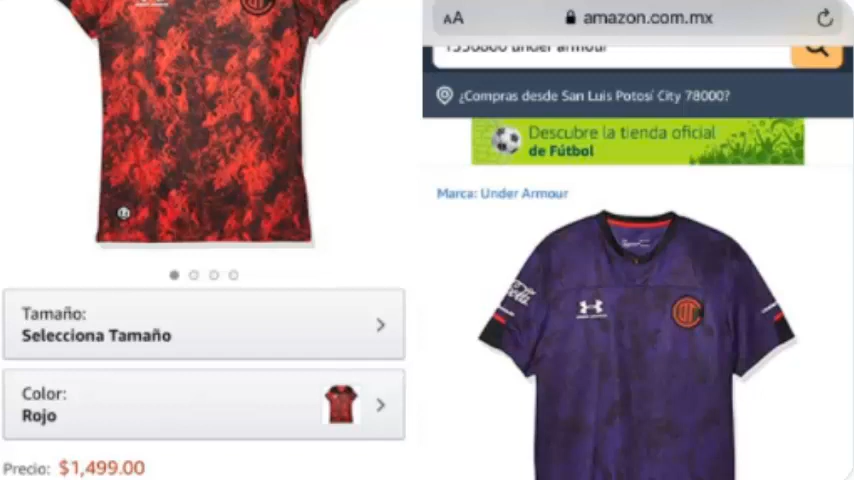 Tamaño:
Selecciona Tamaño
Color:
Rojo
Precio: $1,499.00
AA
amazon.com.mx
under armour
¿Compras desde San Luis Potosí City 78000?
Descubre la tienda oficial
de Fútbol
Marca: Under Armour